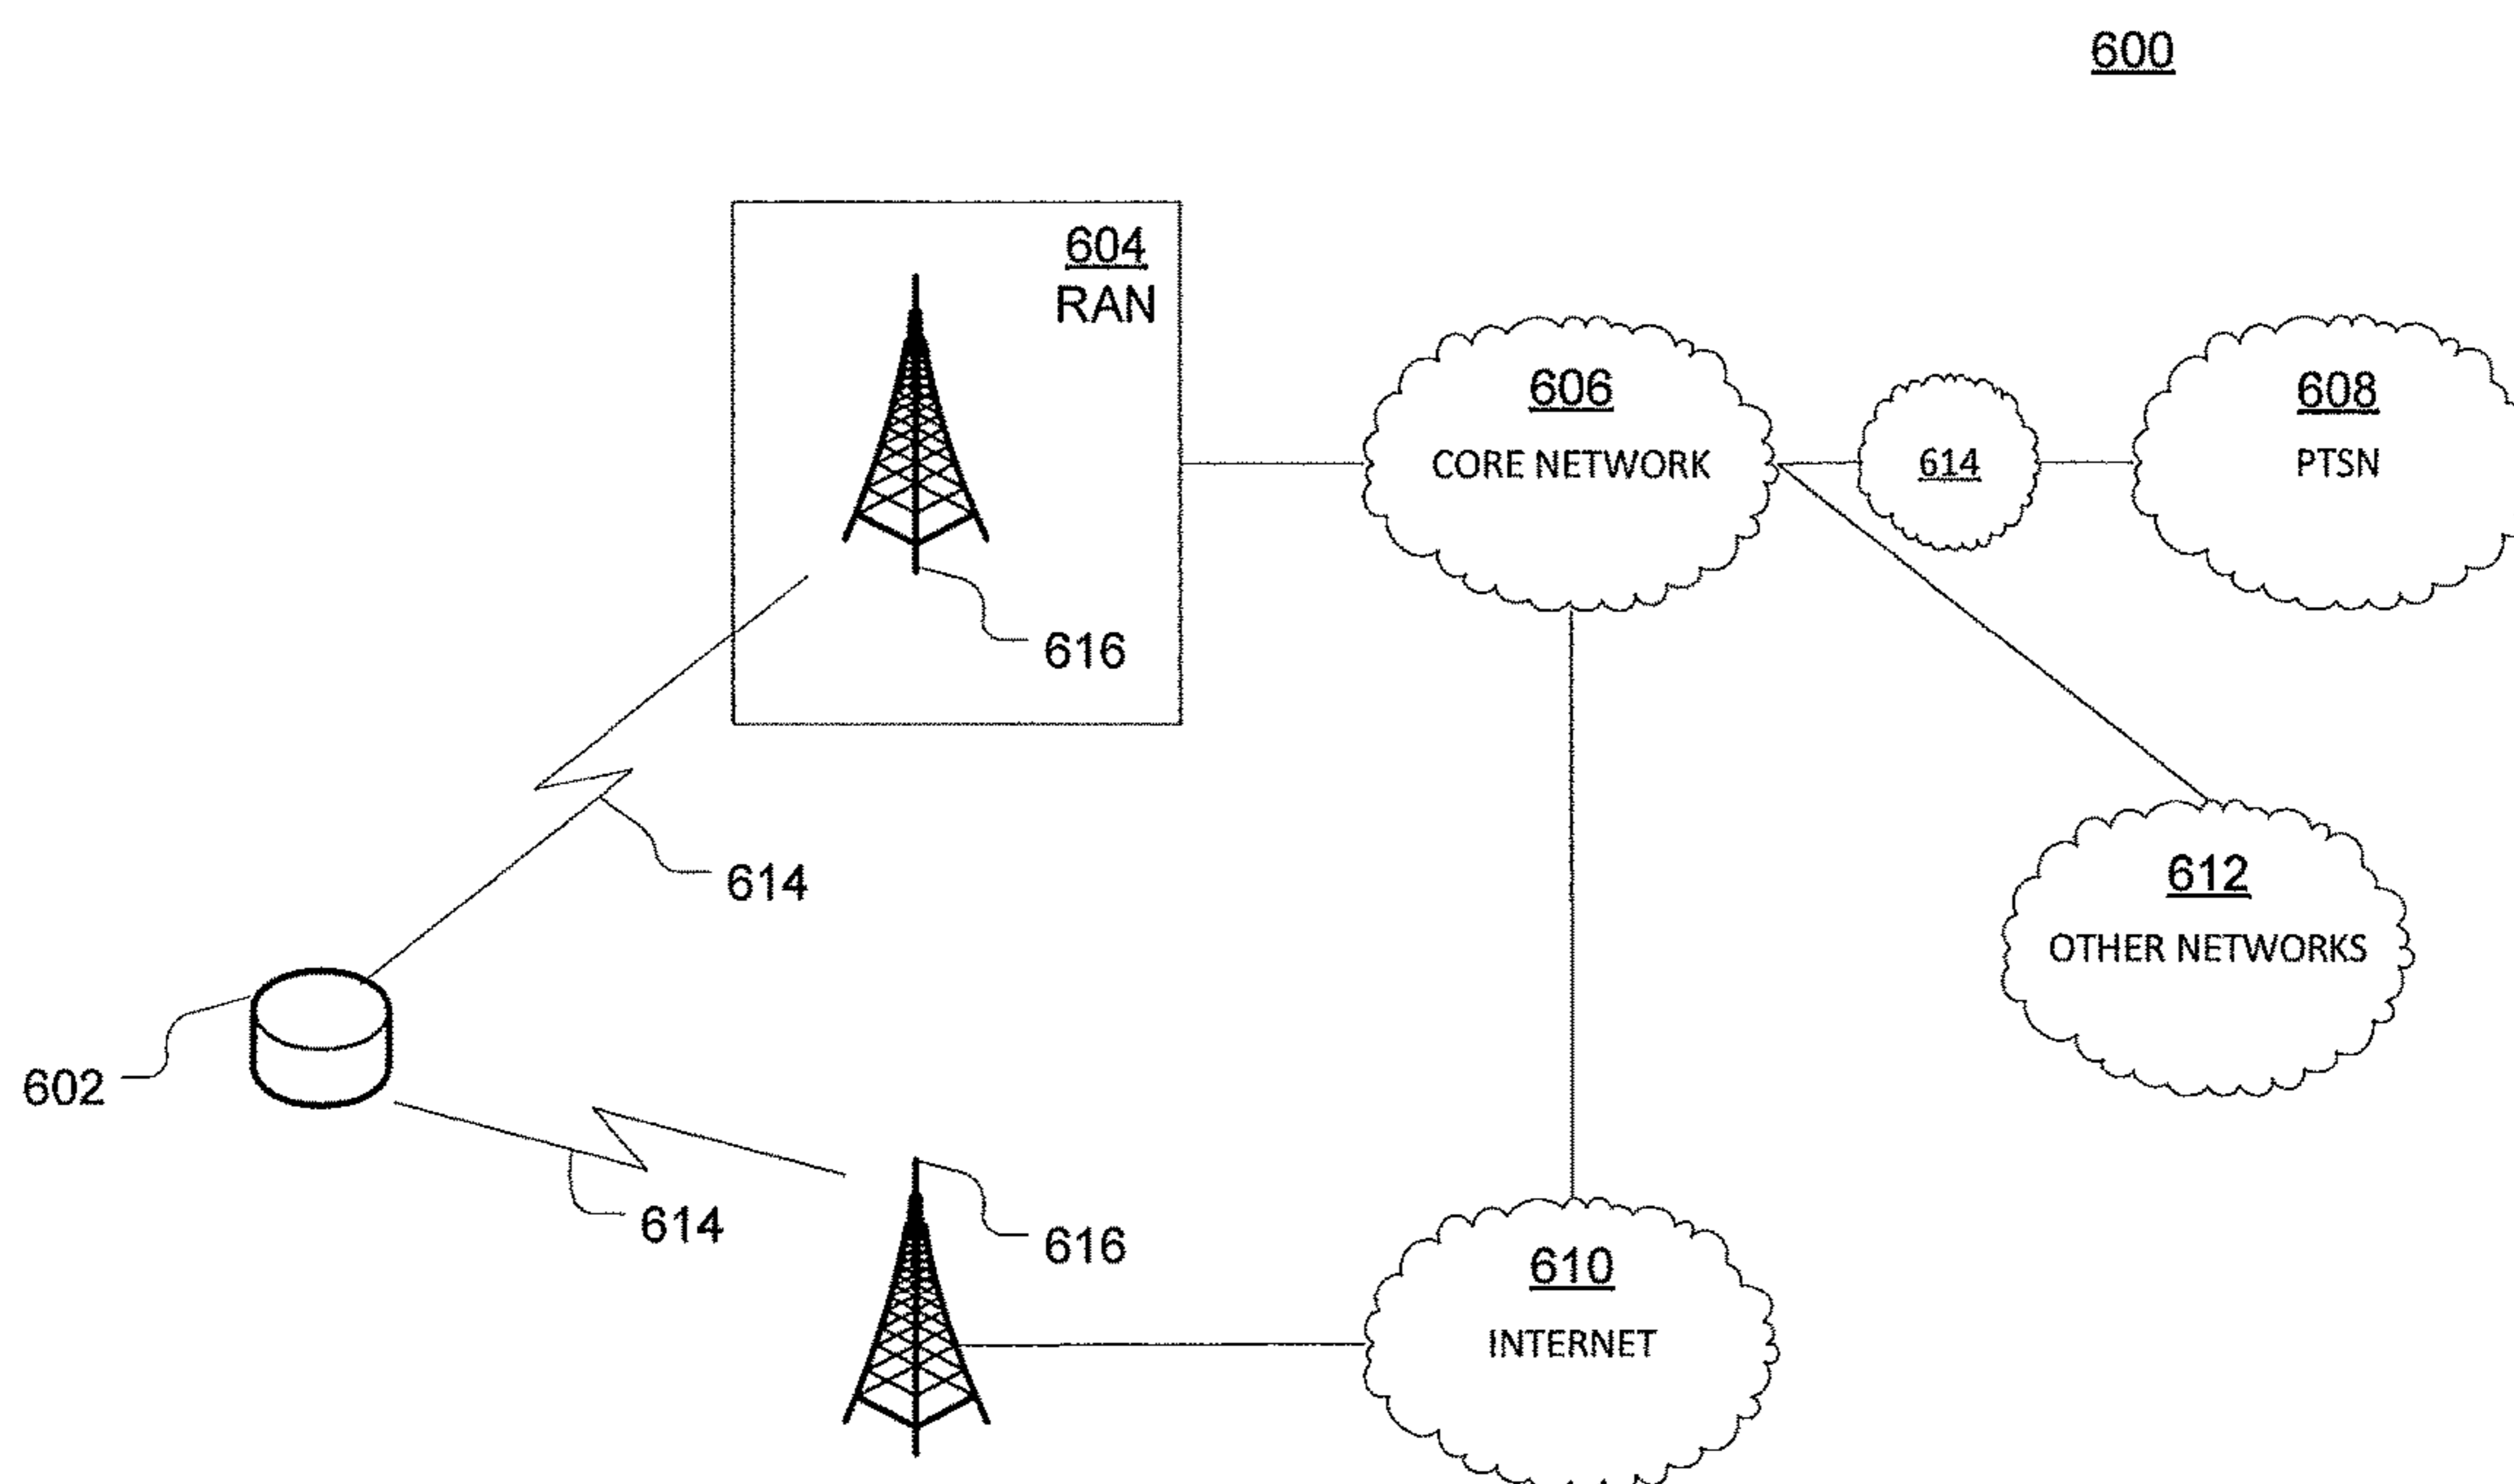 600
604
RAN
606
CORE NETWORK
614
608
PTSN
616
614
612
OTHER NETWORKS
602
614
616
610
INTERNET